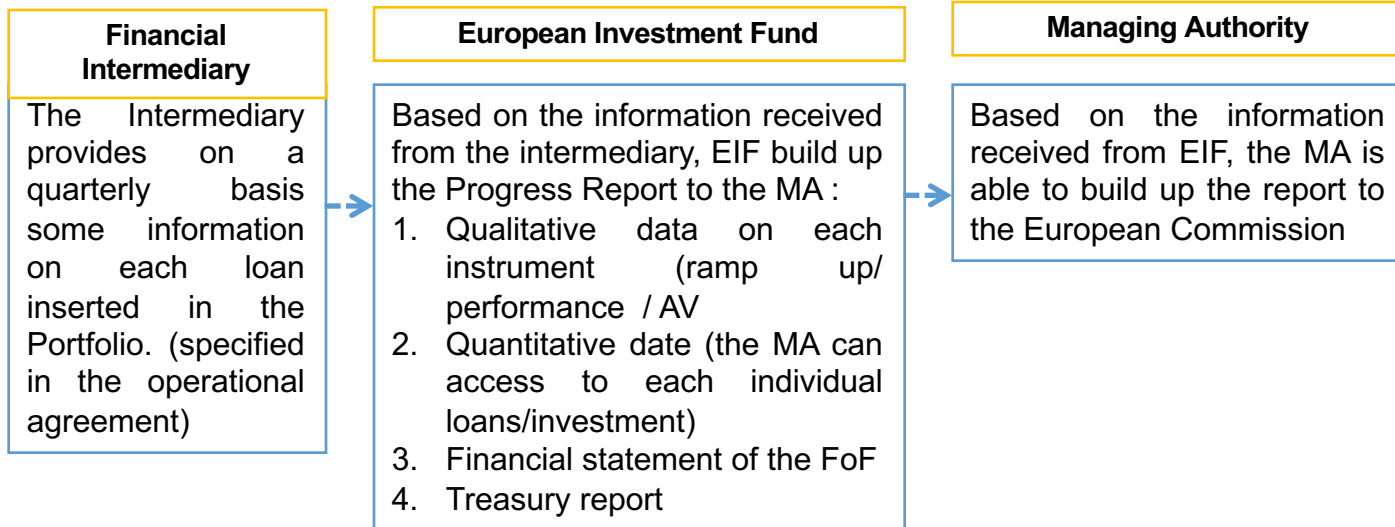 Financial
Intermediary
The Intermediary
provides on a
quarterly basis
some information
on each loan
inserted in the
Portfolio. (specified
in the operational
agreement)
European Investment Fund
Based on the information received
from the intermediary, EIF build up
the Progress Report to the MA :
1. Qualitative data on each
instrument (ramp up/
performance / AV
2. Quantitative date (the MA can
access to each individual
loans/investment)
3. Financial statement of the FoF
4. Treasury report
Managing Authority
Based on the information
received from EIF, the MA is
able to build up the report to
the European Commission